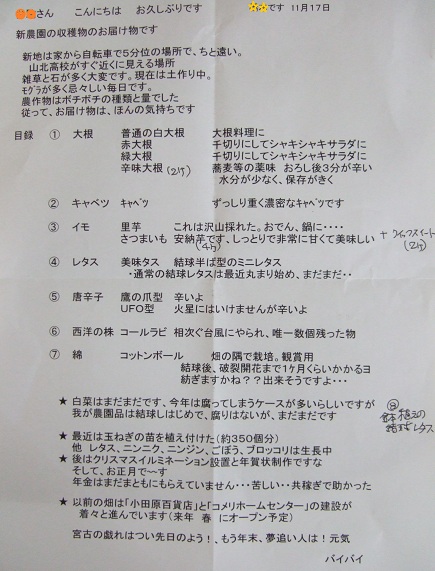 さん　こんにちは　お久しぶりです
です　11月17日
新農園の収穫物のお届け物です
新地は家から自転車で5分位の場所で、ちと遠い。
山北高校がすぐ近くに見える場所
雑草と石が多く大変です。現在は土作り中。
モグラが多く忌々しい毎日です。
農作物はボチボチの種類と量でした
従って、お届け物は、ほんの気持ちです
目録　①　大根　普通の白大根　大根料理に
赤大根　千切りにしてシャキシャキサラダに
緑大根　千切りにしてシャキシャキサラダに
辛味大根 (2ケ)　蕎麦等の薬味　おろし後3分が辛い
水分が少なく、保存がきく
②　キャベツ　キャベツ　ずっしり重く濃密なキャベツです
③　イモ　里芋　これは沢山採れた。おでん、鍋に・・・・
さつまいも　安納芋です、しっとりで非常に甘くて美味しい　+ クイックスイート
(4ケ)　(2ケ)
④　レタス　美味タス　結球半ば型のミニレタス
・通常の結球レタスは最近丸まり始め、まだまだ・・
⑤　唐辛子　鷹の爪型　辛いよ
UFO型　火星にはいけませんが辛いよ
⑥　西洋の株　コールラビ　相次ぐ台風にやられ、唯一数個残った物
⑦　綿　コットンボール　畑の隅で栽培。観賞用
結球後、破裂開花まで1ケ月くらいかかるヨ
紡ぎますかね？？出来そうですよ・・・
★ 白菜はまだまだです、今年は腐ってしまうケースが多いらしいですが
我が農園品は結球しはじめで、腐りはないが、まだまだです
⑧
鉢植えの
結球レタス
★ 最近は玉ねぎの苗を植え付けた（約350個分）
他　レタス、ニンニク、ニンジン、ごぼう、ブロッコリは生長中
★ 後はクリスマスイルミネーション設置と年賀状制作ですな
そして、お正月で〜す
年金はまだまともにもらえていません・・・苦しい・・共稼ぎで助かった
★ 以前の畑は「小田原百貨店」と「コメリホームセンター」の建設が
着々と進んでいます（来年　春　にオープン予定）
宮古の戯れはつい先日のよう！、もう年末、夢追い人は！元気
バイバイ